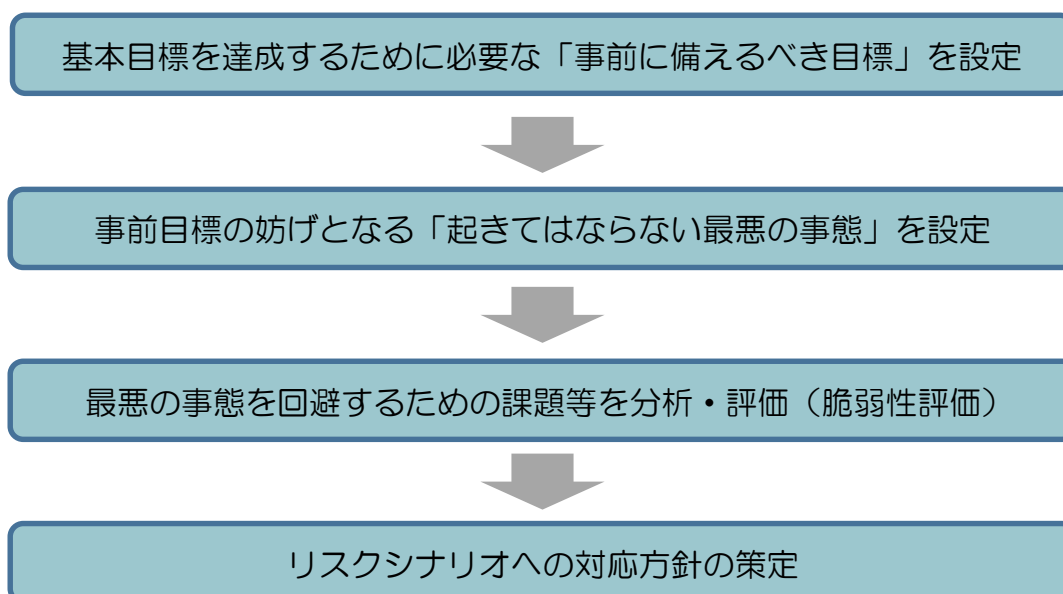 基本目標を達成するために必要な「事前に備えるべき目標」を設定
事前目標の妨げとなる「起きてはならない最悪の事態」を設定
最悪の事態を回避するための課題等を分析・評価（脆弱性評価）
リスクシナリオへの対応方針の策定